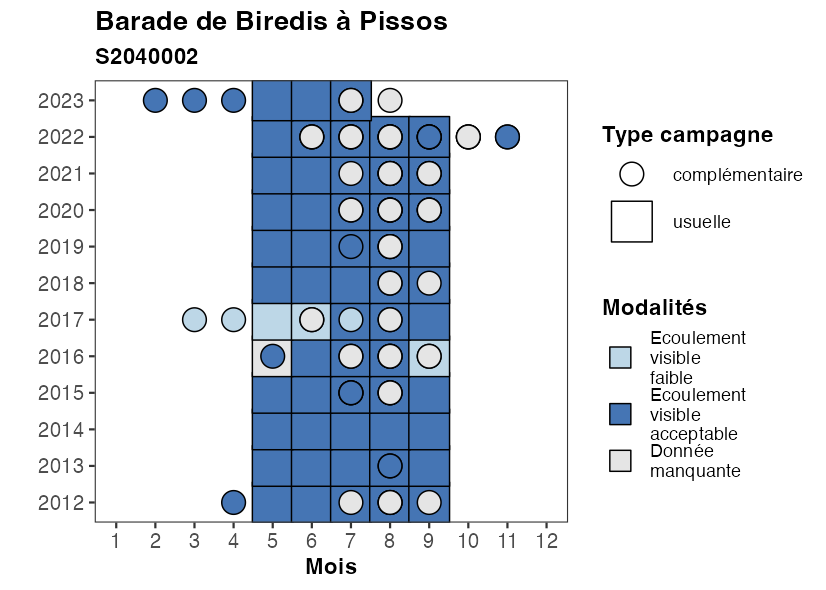 Barade de Biredis à Pissos
S2040002
2023
2022
2021
2020
2019
2018
2017
2016
2015
2014
2013
2012
1 2 3 4 5 6 7 8 9 10 11 12
Mois
Type campagne
complémentaire
usuelle
Modalités
Ecoulement
visible
faible
Ecoulement
visible
acceptable
Donnée
manquante